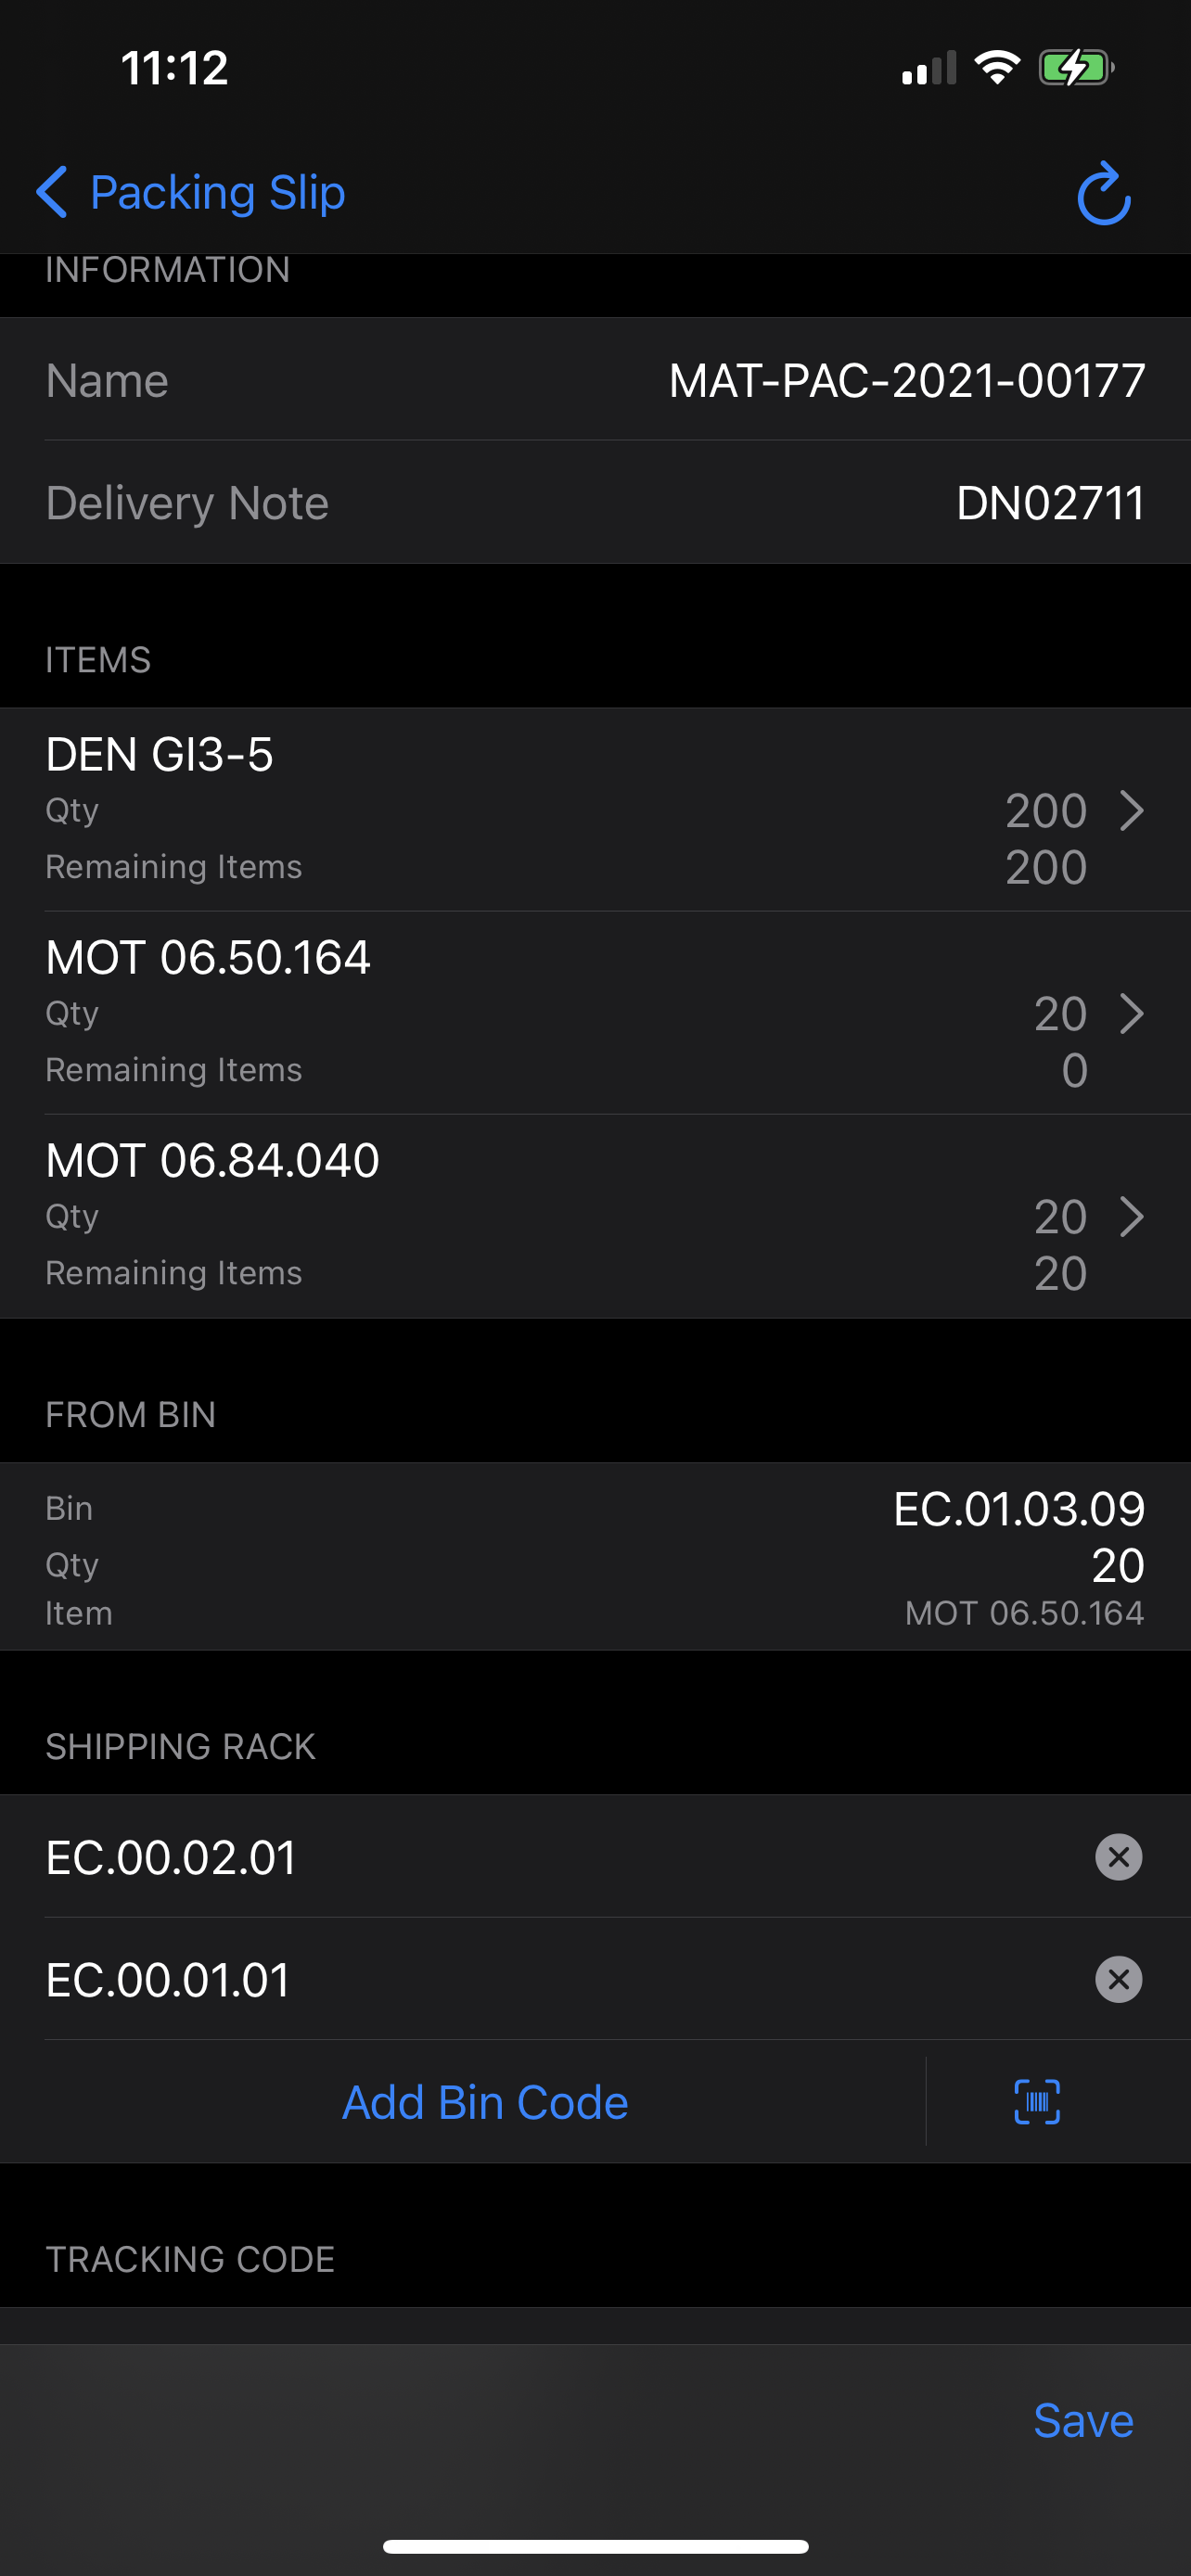 11:12
Packing Slip
INFORMATION
Name MAT-PAC-2021-00177
Delivery Note DN02711
ITEMS
DEN GI3-5
Qty 200
Remaining Items 200
MOT 06.50.164
Qty 20
Remaining Items 0
MOT 06.84.040
Qty 20
Remaining Items 20
FROM BIN
Bin EC.01.03.09
Qty 20
Item MOT 06.50.164
SHIPPING RACK
EC.00.02.01
EC.00.01.01
Add Bin Code
TRACKING CODE
Save